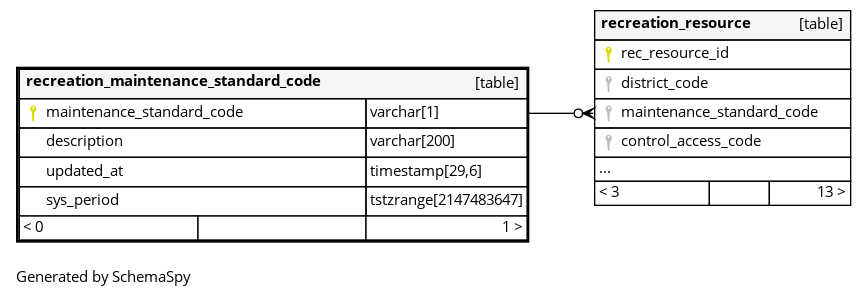 recreation_maintenance_standard_code [table]
maintenance_standard_code varchar[1]
description varchar[200]
updated_at timestamp[29,6]
sys_period tstzrange[2147483647]
< 0 1 >
recreation_resource [table]
rec_resource_id
district_code
maintenance_standard_code
control_access_code
...
< 3 13 >
Generated by SchemaSpy